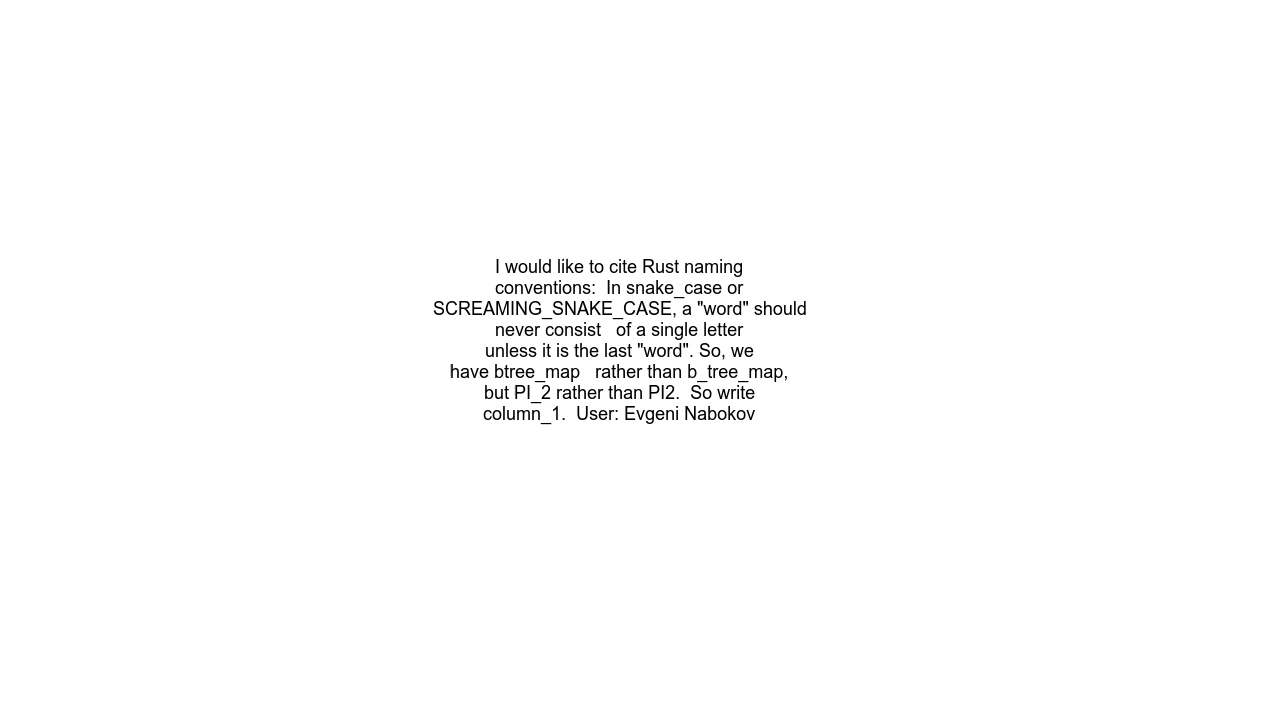 I would like to cite Rust naming
conventions:  In snake_case or
SCREAMING_SNAKE_CASE, a "word" should
never consist   of a single letter
unless it is the last "word". So, we
have btree_map   rather than b_tree_map,
but PI_2 rather than PI2.  So write
column_1.  User: Evgeni Nabokov